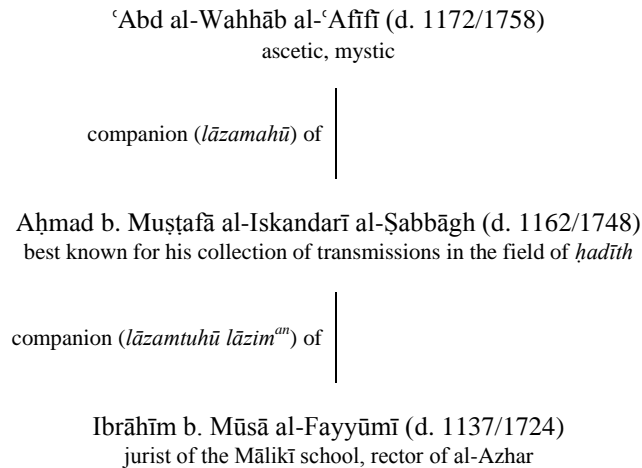 ʿAbd al-Wahhāb al-ʿAfīfī (d. 1172/1758)
ascetic, mystic
companion (lāzamahū) of
Aḥmad b. Muṣṭafā al-Iskandarī al-Ṣabbāgh (d. 1162/1748)
best known for his collection of transmissions in the field of ḥadīth
companion (lāzamtuhū lāzimᵃⁿ) of
Ibrāhīm b. Mūsā al-Fayyūmī (d. 1137/1724)
jurist of the Mālikī school, rector of al-Azhar